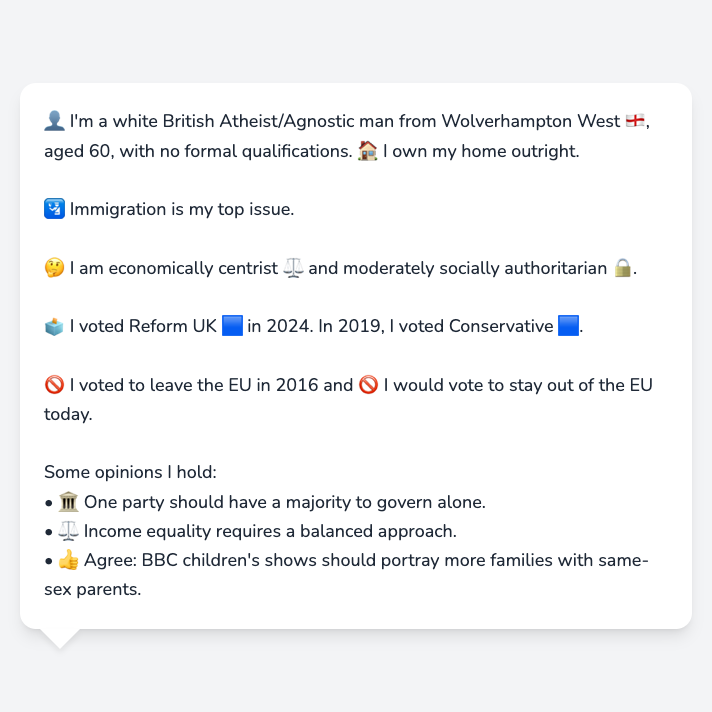 👤 I'm a white British Atheist/Agnostic man from Wolverhampton West 🏴󠁧󠁢󠁥󠁮󠁧󠁿,
aged 60, with no formal qualifications. 🏠 I own my home outright.
🛂 Immigration is my top issue.
🤔 I am economically centrist ⚖️ and moderately socially authoritarian 🔒.
🗳️ I voted Reform UK 🟦 in 2024. In 2019, I voted Conservative 🟦.
🚫 I voted to leave the EU in 2016 and 🚫 I would vote to stay out of the EU
today.
Some opinions I hold:
• 🏛️ One party should have a majority to govern alone.
• ⚖️ Income equality requires a balanced approach.
• 👍 Agree: BBC children's shows should portray more families with same-
sex parents.